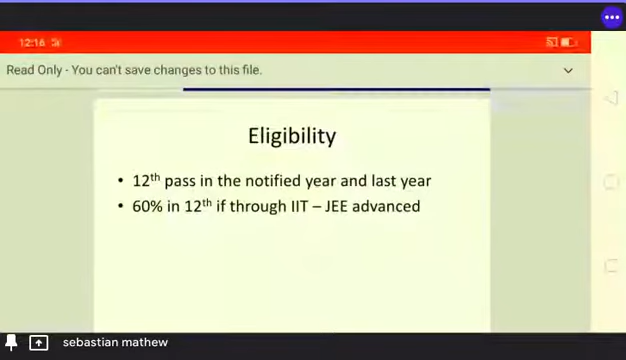 12:16
Read Only - You can't save changes to this file.
Eligibility
• 12th pass in the notified year and last year
• 60% in 12th if through IIT – JEE advanced
sebastian mathew